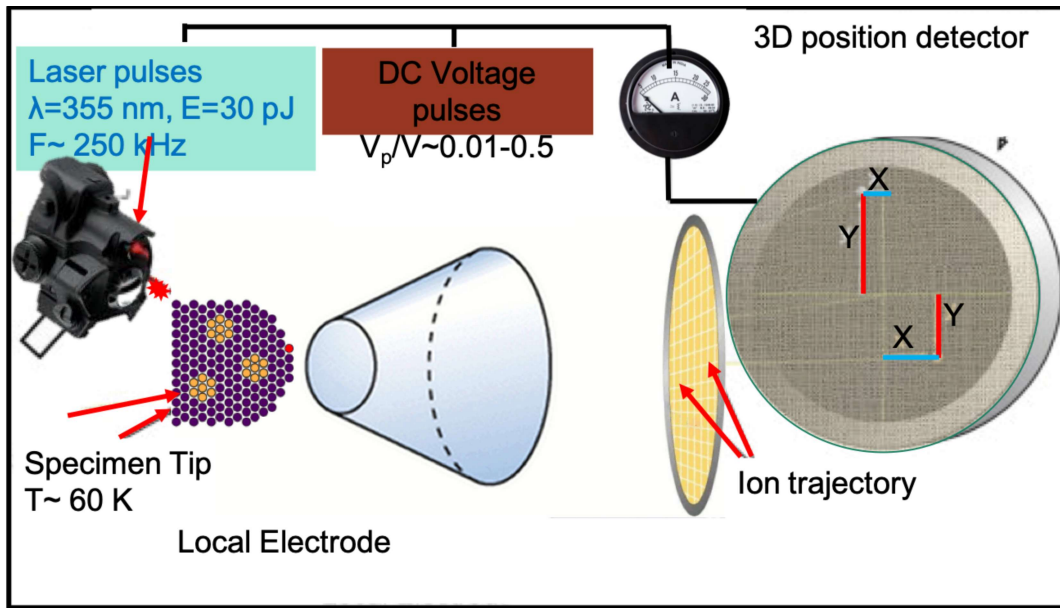 3D position detector
Laser pulses
λ=355 nm, E=30 pJ
F~ 250 kHz
DC Voltage
pulses
Vp/V~0.01-0.5
A
X
Y
X
Y
Specimen Tip
T~ 60 K
Ion trajectory
Local Electrode